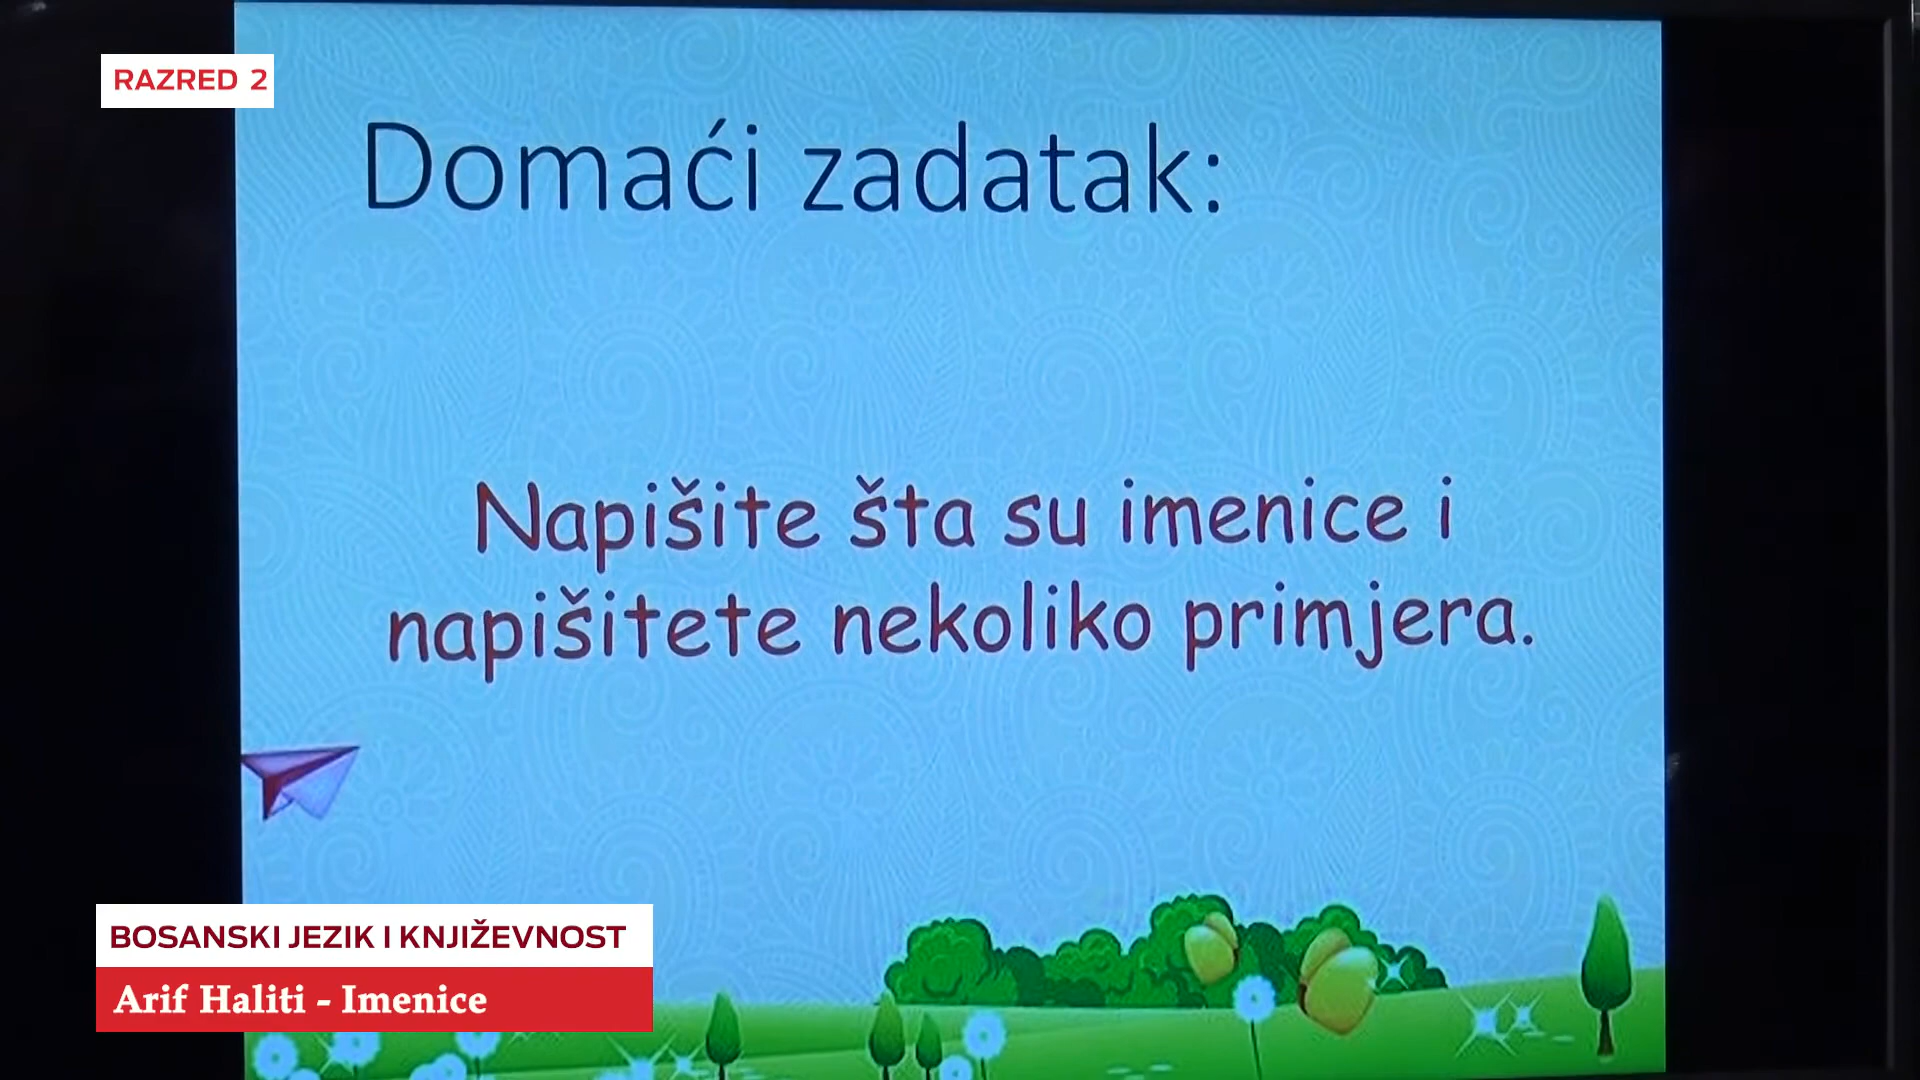 RAZRED 2
Domaći zadatak:
Napišite šta su imenice i
napišitete nekoliko primjera.
BOSANSKI JEZIK I KNJIŽEVNOST
Arif Haliti - Imenice